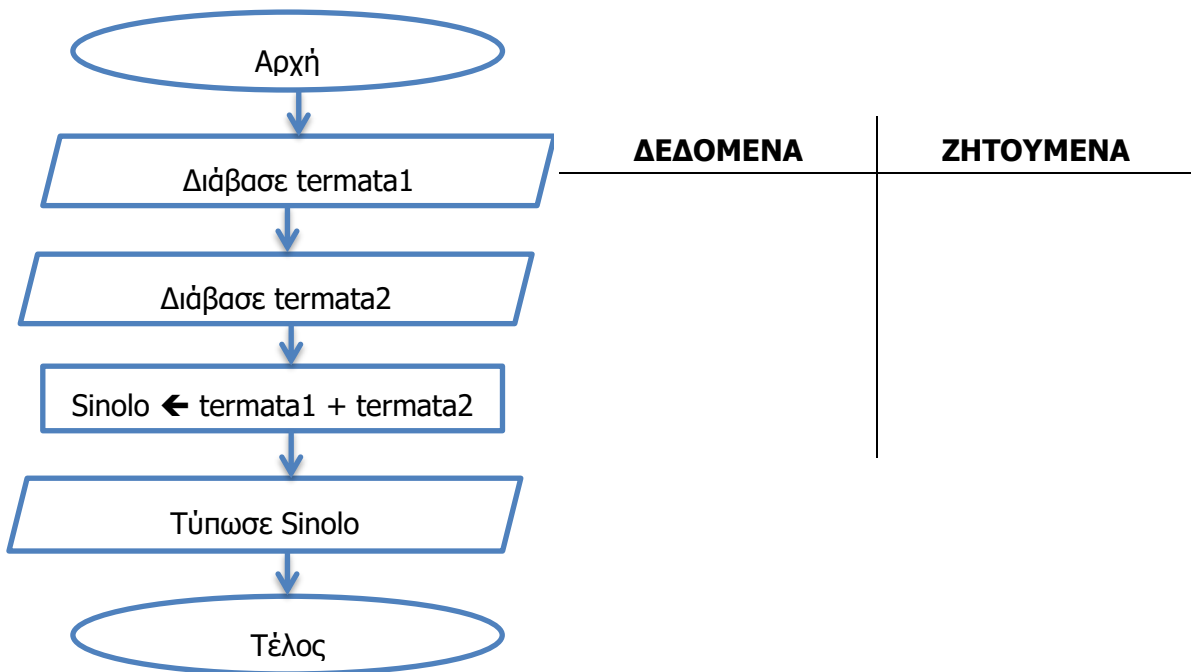 Αρχή
Διάβασε termata1
Διάβασε termata2
Sinolo 🡸 termata1 + termata2
Τύπωσε Sinolo
Τέλος
ΔΕΔΟΜΕΝΑ ΖΗΤΟΥΜΕΝΑ